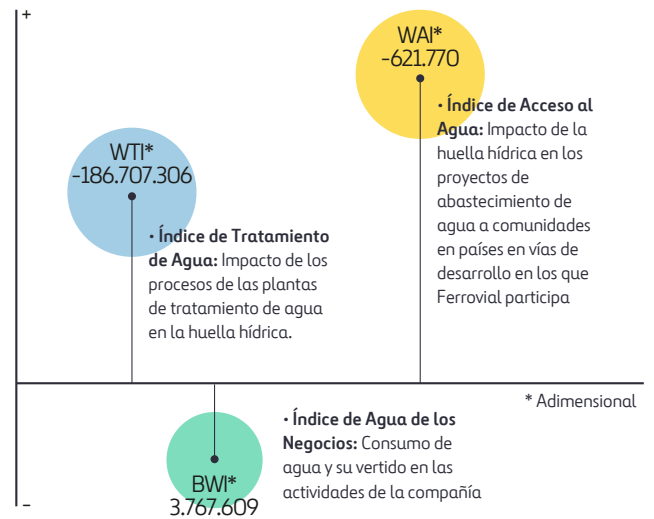 +
WAI*
-621.770
• Índice de Acceso al
Agua: Impacto de la
huella hídrica en los
proyectos de
abastecimiento de
agua a comunidades
en países en vías de
desarrollo en los que
Ferrovial participa
WTI*
-186.707.306
• Índice de Tratamiento
de Agua: Impacto de los
procesos de las plantas
de tratamiento de agua
en la huella hídrica.
* Adimensional
• Índice de Agua de los
Negocios: Consumo de
agua y su vertido en las
actividades de la compañía
BWI*
3.767.609
-